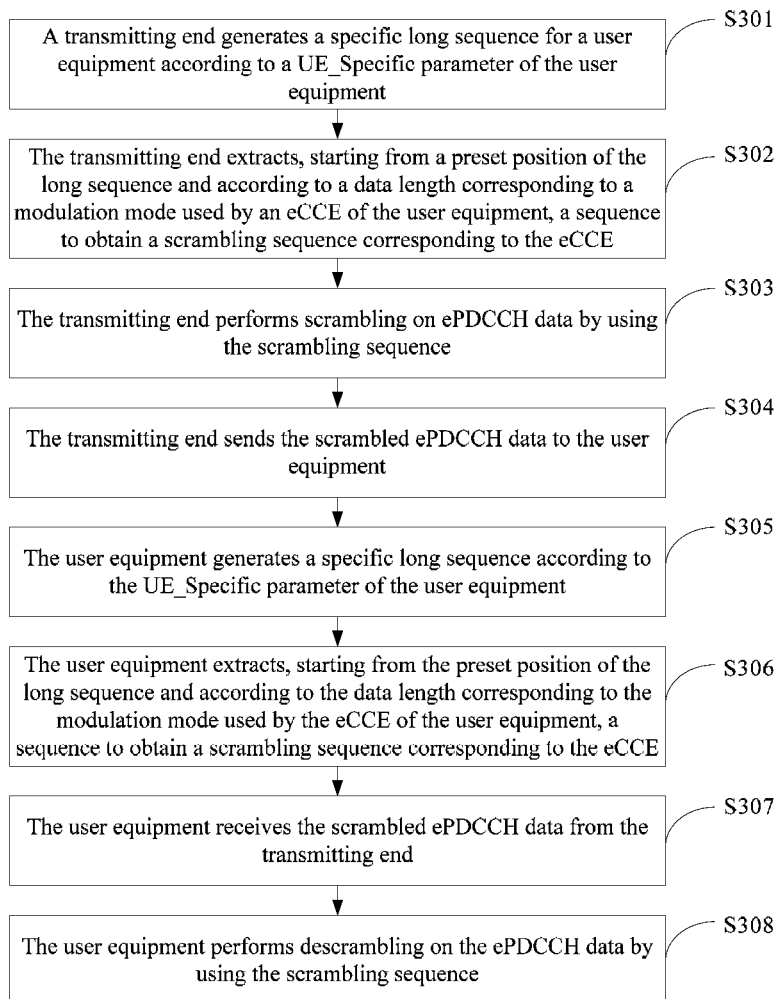 S301
A transmitting end generates a specific long sequence for a user
equipment according to a UE_Specific parameter of the user
equipment
S302
The transmitting end extracts, starting from a preset position of the
long sequence and according to a data length corresponding to a
modulation mode used by an eCCE of the user equipment, a sequence
to obtain a scrambling sequence corresponding to the eCCE
S303
The transmitting end performs scrambling on ePDCCH data by using
the scrambling sequence
S304
The transmitting end sends the scrambled ePDCCH data to the user
equipment
S305
The user equipment generates a specific long sequence according to
the UE_Specific parameter of the user equipment
S306
The user equipment extracts, starting from the preset position of the
long sequence and according to the data length corresponding to the
modulation mode used by the eCCE of the user equipment, a
sequence to obtain a scrambling sequence corresponding to the eCCE
S307
The user equipment receives the scrambled ePDCCH data from the
transmitting end
S308
The user equipment performs descrambling on the ePDCCH data by
using the scrambling sequence